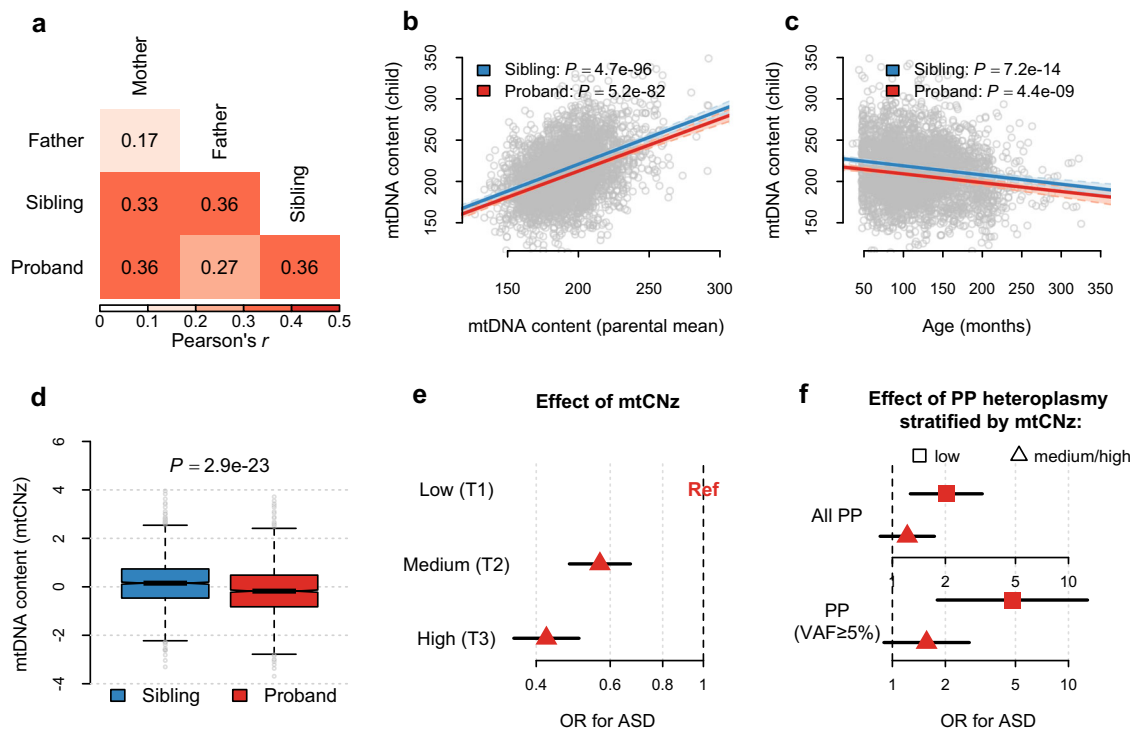 a
Mother
Father
0.17
Father
Sibling
0.33
0.36
Sibling
Proband
0.36
0.27
0.36
0 0.1 0.2 0.3 0.4 0.5
Pearson's r
b
Sibling: P = 4.7e-96
Proband: P = 5.2e-82
mtDNA content (child)
350
300
250
200
150
150 200 250 300
mtDNA content (parental mean)
c
Sibling: P = 7.2e-14
Proband: P = 4.4e-09
mtDNA content (child)
350
300
250
200
150
50 100 150 200 250 300 350
Age (months)
d
P = 2.9e-23
mtDNA content (mtCNz)
6
4
2
0
-2
-4
Sibling Proband
e
Effect of mtCNz
Low (T1)
Ref
Medium (T2)
High (T3)
0.4 0.6 0.8 1
OR for ASD
f
Effect of PP heteroplasmy
stratified by mtCNz:
low medium/high
All PP
1 2 5 10
PP
(VAF≥5%)
1 2 5 10
OR for ASD